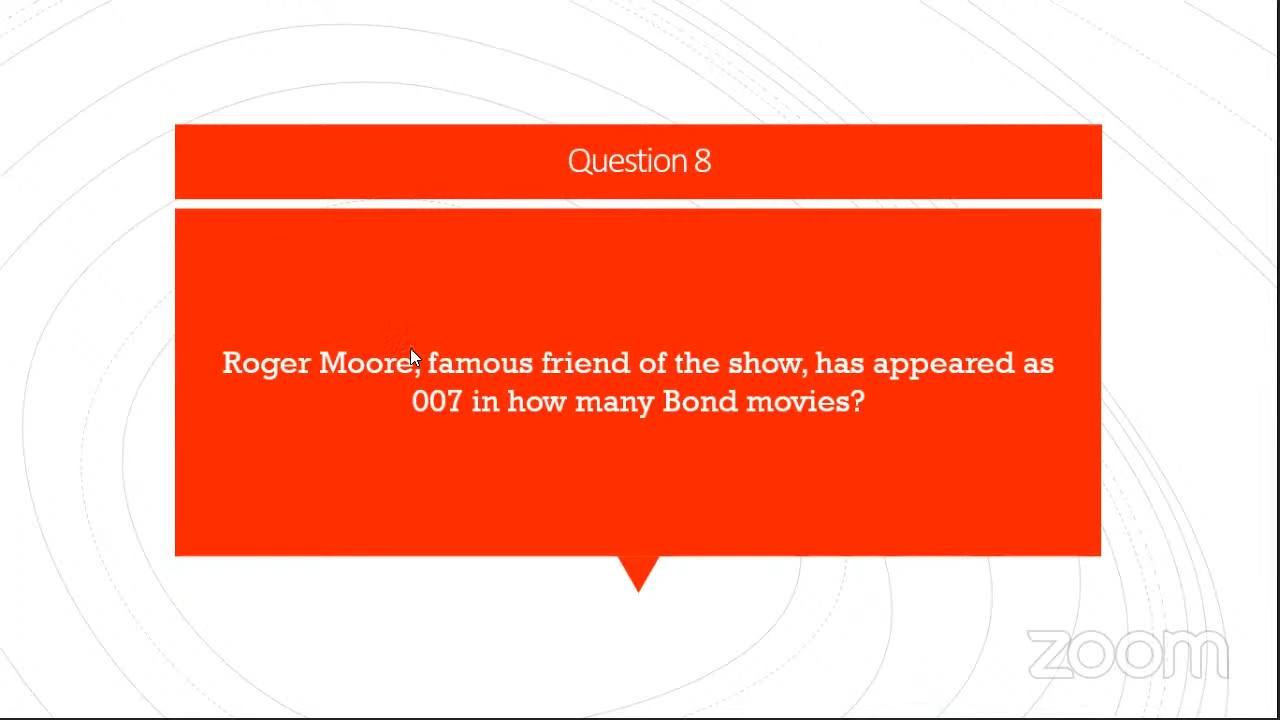 Question 8
Roger Moore, famous friend of the show, has appeared as
007 in how many Bond movies?
zoom